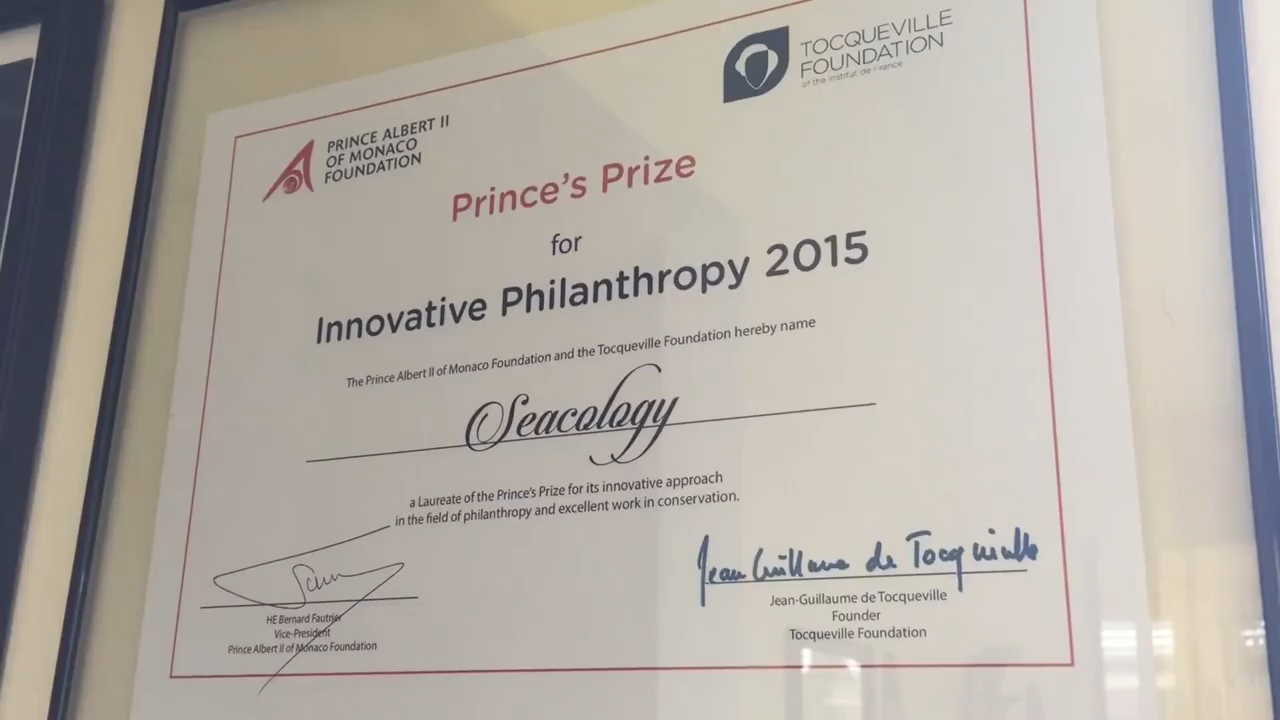 PRINCE ALBERT II
OF MONACO
FOUNDATION
TOCQUEVILLE
FOUNDATION
of the Institut de France
Prince's Prize
for
Innovative Philanthropy 2015
The Prince Albert II of Monaco Foundation and the Tocqueville Foundation hereby name
Seacology
a Laureate of the Prince's Prize for its innovative approach
in the field of philanthropy and excellent work in conservation.
HE Bernard Fautrier
Vice-President
Prince Albert II of Monaco Foundation
Jean Guillaume de Tocqueville
Jean-Guillaume de Tocqueville
Founder
Tocqueville Foundation